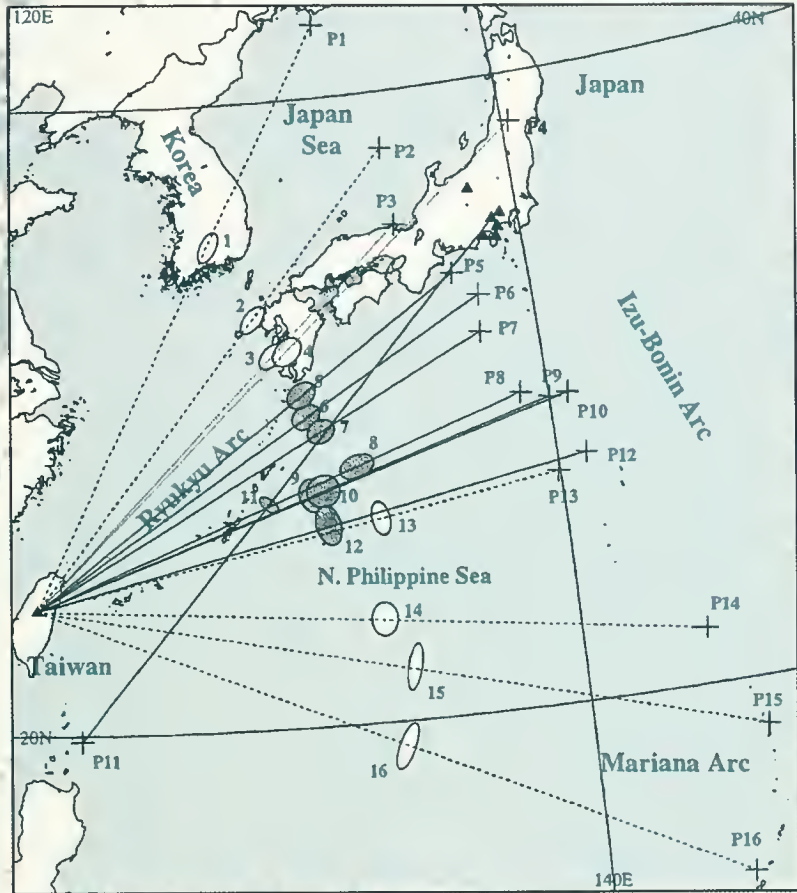 120E
40N
P1
Japan
Japan
Sea
P2
P4
Korea
P3
1
P5
P6
2
P7
3
4
Izu-Bonin Arc
5
P8
P9
P10
6
7
Ryukyu Arc
8
P12
9
10
11
P13
13
12
N. Philippine Sea
14
P14
Taiwan
15
P15
20N
P11
16
Mariana Arc
P16
140E